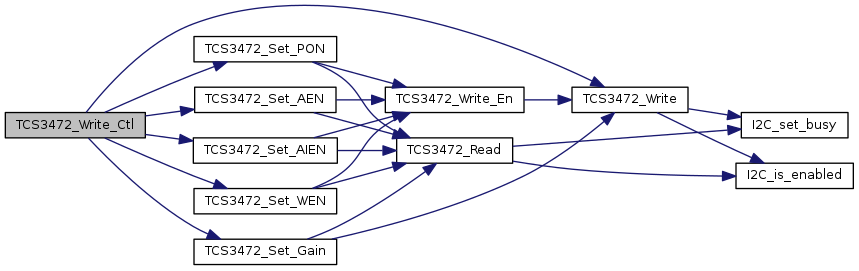 TCS3472_Write_Ctl
TCS3472_Set_PON
TCS3472_Set_AEN
TCS3472_Set_AIEN
TCS3472_Set_WEN
TCS3472_Set_Gain
TCS3472_Write_En
TCS3472_Read
TCS3472_Write
I2C_set_busy
I2C_is_enabled